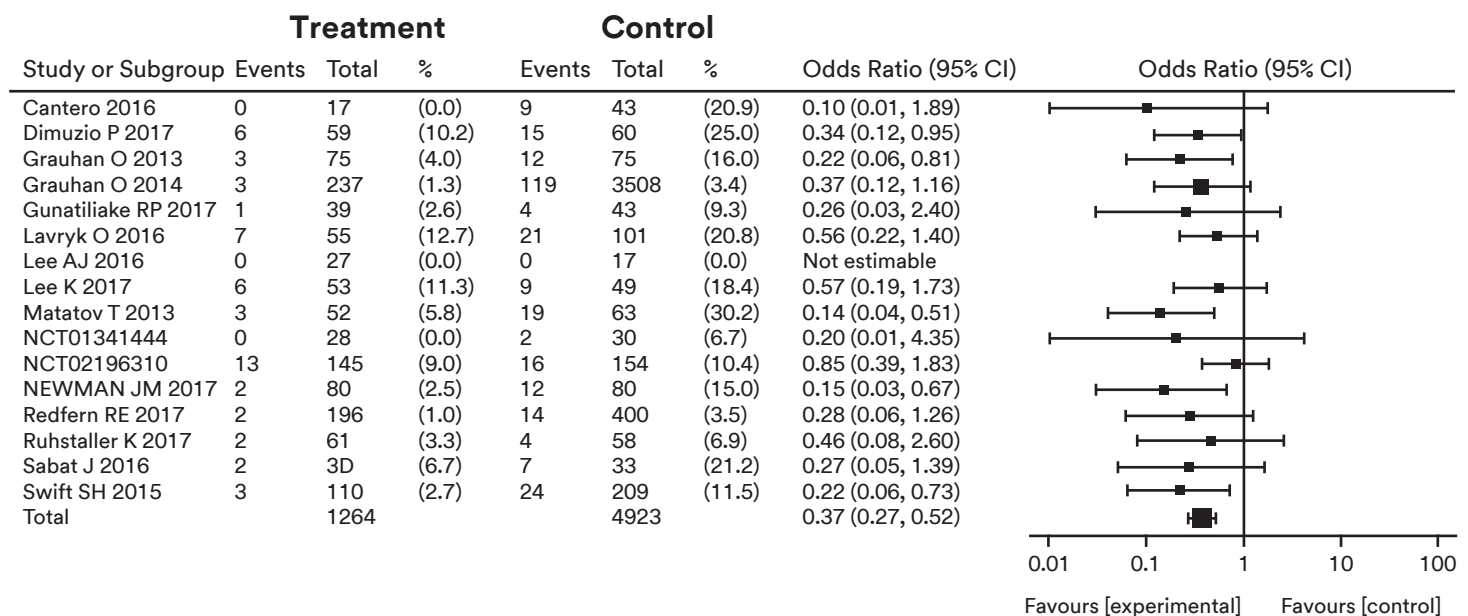 Treatment Control
Study or Subgroup Events Total % Events Total % Odds Ratio (95% CI) Odds Ratio (95% CI)
Cantero 2016 0 17 (0.0) 9 43 (20.9) 0.10 (0.01, 1.89)
Dimuzio P 2017 6 59 (10.2) 15 60 (25.0) 0.34 (0.12, 0.95)
Grauhan O 2013 3 75 (4.0) 12 75 (16.0) 0.22 (0.06, 0.81)
Grauhan O 2014 3 237 (1.3) 119 3508 (3.4) 0.37 (0.12, 1.16)
Gunatiliake RP 2017 1 39 (2.6) 4 43 (9.3) 0.26 (0.03, 2.40)
Lavryk O 2016 7 55 (12.7) 21 101 (20.8) 0.56 (0.22, 1.40)
Lee AJ 2016 0 27 (0.0) 0 17 (0.0) Not estimable
Lee K 2017 6 53 (11.3) 9 49 (18.4) 0.57 (0.19, 1.73)
Matatov T 2013 3 52 (5.8) 19 63 (30.2) 0.14 (0.04, 0.51)
NCT01341444 0 28 (0.0) 2 30 (6.7) 0.20 (0.01, 4.35)
NCT02196310 13 145 (9.0) 16 154 (10.4) 0.85 (0.39, 1.83)
NEWMAN JM 2017 2 80 (2.5) 12 80 (15.0) 0.15 (0.03, 0.67)
Redfern RE 2017 2 196 (1.0) 14 400 (3.5) 0.28 (0.06, 1.26)
Ruhstaller K 2017 2 61 (3.3) 4 58 (6.9) 0.46 (0.08, 2.60)
Sabat J 2016 2 3D (6.7) 7 33 (21.2) 0.27 (0.05, 1.39)
Swift SH 2015 3 110 (2.7) 24 209 (11.5) 0.22 (0.06, 0.73)
Total 1264 4923 0.37 (0.27, 0.52)
0.01 0.1 1 10 100
Favours [experimental] Favours [control]